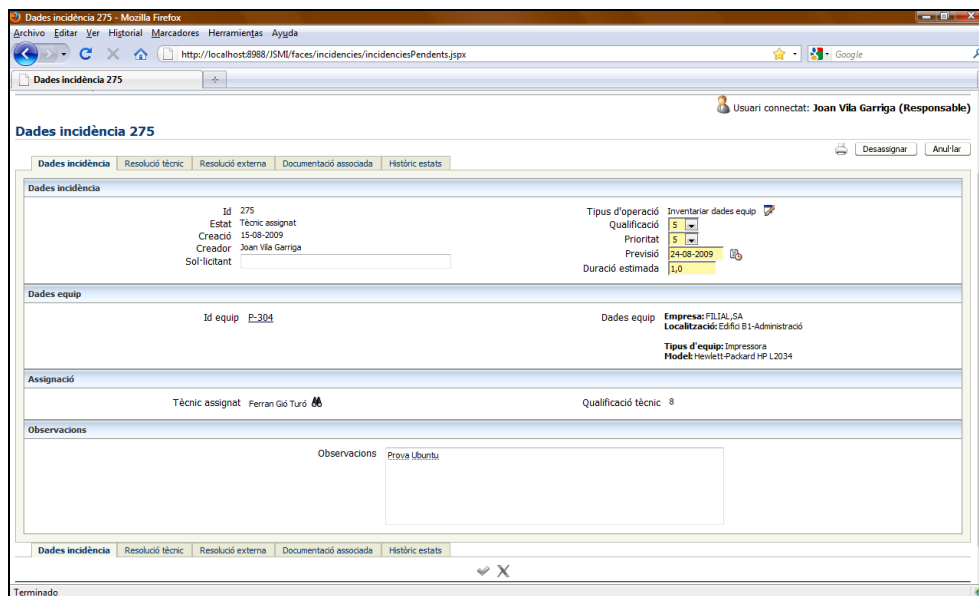 Dades incidència 275 - Mozilla Firefox
Archivo Editar Ver Historial Marcadores Herramientas Ayuda
http://localhost:8988/JSMI/faces/incidencies/incidenciesPendents.jspx
Google
Dades incidència 275
Usuari connectat: Joan Vila Garriga (Responsable)
Dades incidència 275
Desassignar Anul·lar
Dades incidència Resolució tècnic Resolució externa Documentació associada Històric estats
Dades incidència
Id 275 Tipus d'operació Inventariar dades equip
Estat Tècnic assignat Qualificació 5
Creació 15-08-2009 Prioritat 5
Creador Joan Vila Garriga Previsió 24-08-2009
Sol·licitant Duració estimada 1,0
Dades equip
Id equip P-304 Dades equip Empresa: FILIAL,SA
Localització: Edifici B1-Administració
Tipus d'equip: Impressora
Model: Hewlett-Packard HP L2034
Assignació
Tècnic assignat Ferran Gió Turó Qualificació tècnic 8
Observacions
Observacions Prova Ubuntu
Dades incidència Resolució tècnic Resolució externa Documentació associada Històric estats
Terminado